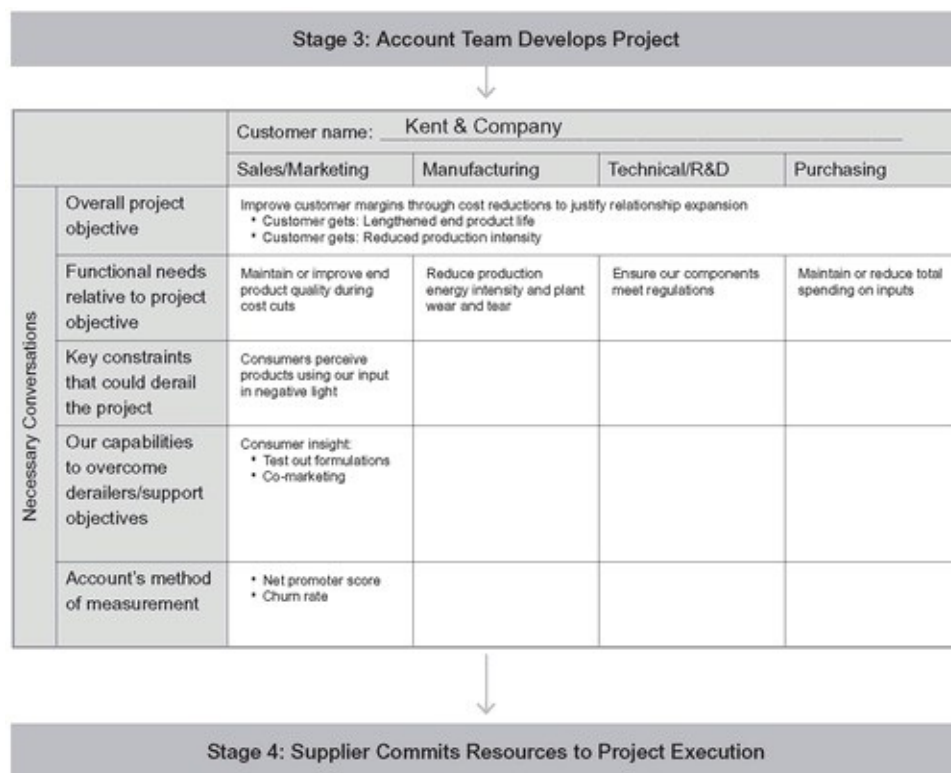 Stage 3: Account Team Develops Project
Customer name: Kent & Company
Sales/Marketing
Manufacturing
Technical/R&D
Purchasing
Necessary Conversations
Overall project
objective
Improve customer margins through cost reductions to justify relationship expansion
• Customer gets: Lengthened end product life
• Customer gets: Reduced production intensity
Functional needs
relative to project
objective
Maintain or improve end
product quality during
cost cuts
Reduce production
energy intensity and plant
wear and tear
Ensure our components
meet regulations
Maintain or reduce total
spending on inputs
Key constraints
that could derail
the project
Consumers perceive
products using our input
in negative light
Our capabilities
to overcome
derailers/support
objectives
Consumer insight:
• Test out formulations
• Co-marketing
Account's method
of measurement
• Net promoter score
• Churn rate
Stage 4: Supplier Commits Resources to Project Execution